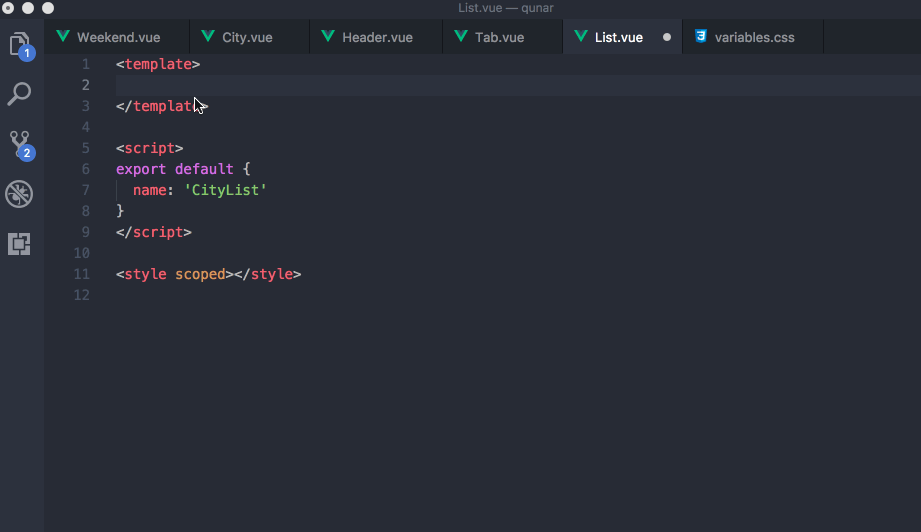 List.vue — qunar
Weekend.vue City.vue Header.vue Tab.vue List.vue variables.css
1 <template>
2
3 </template>
4
5 <script>
6 export default {
7 name: 'CityList'
8 }
9 </script>
10
11 <style scoped></style>
12
1
2